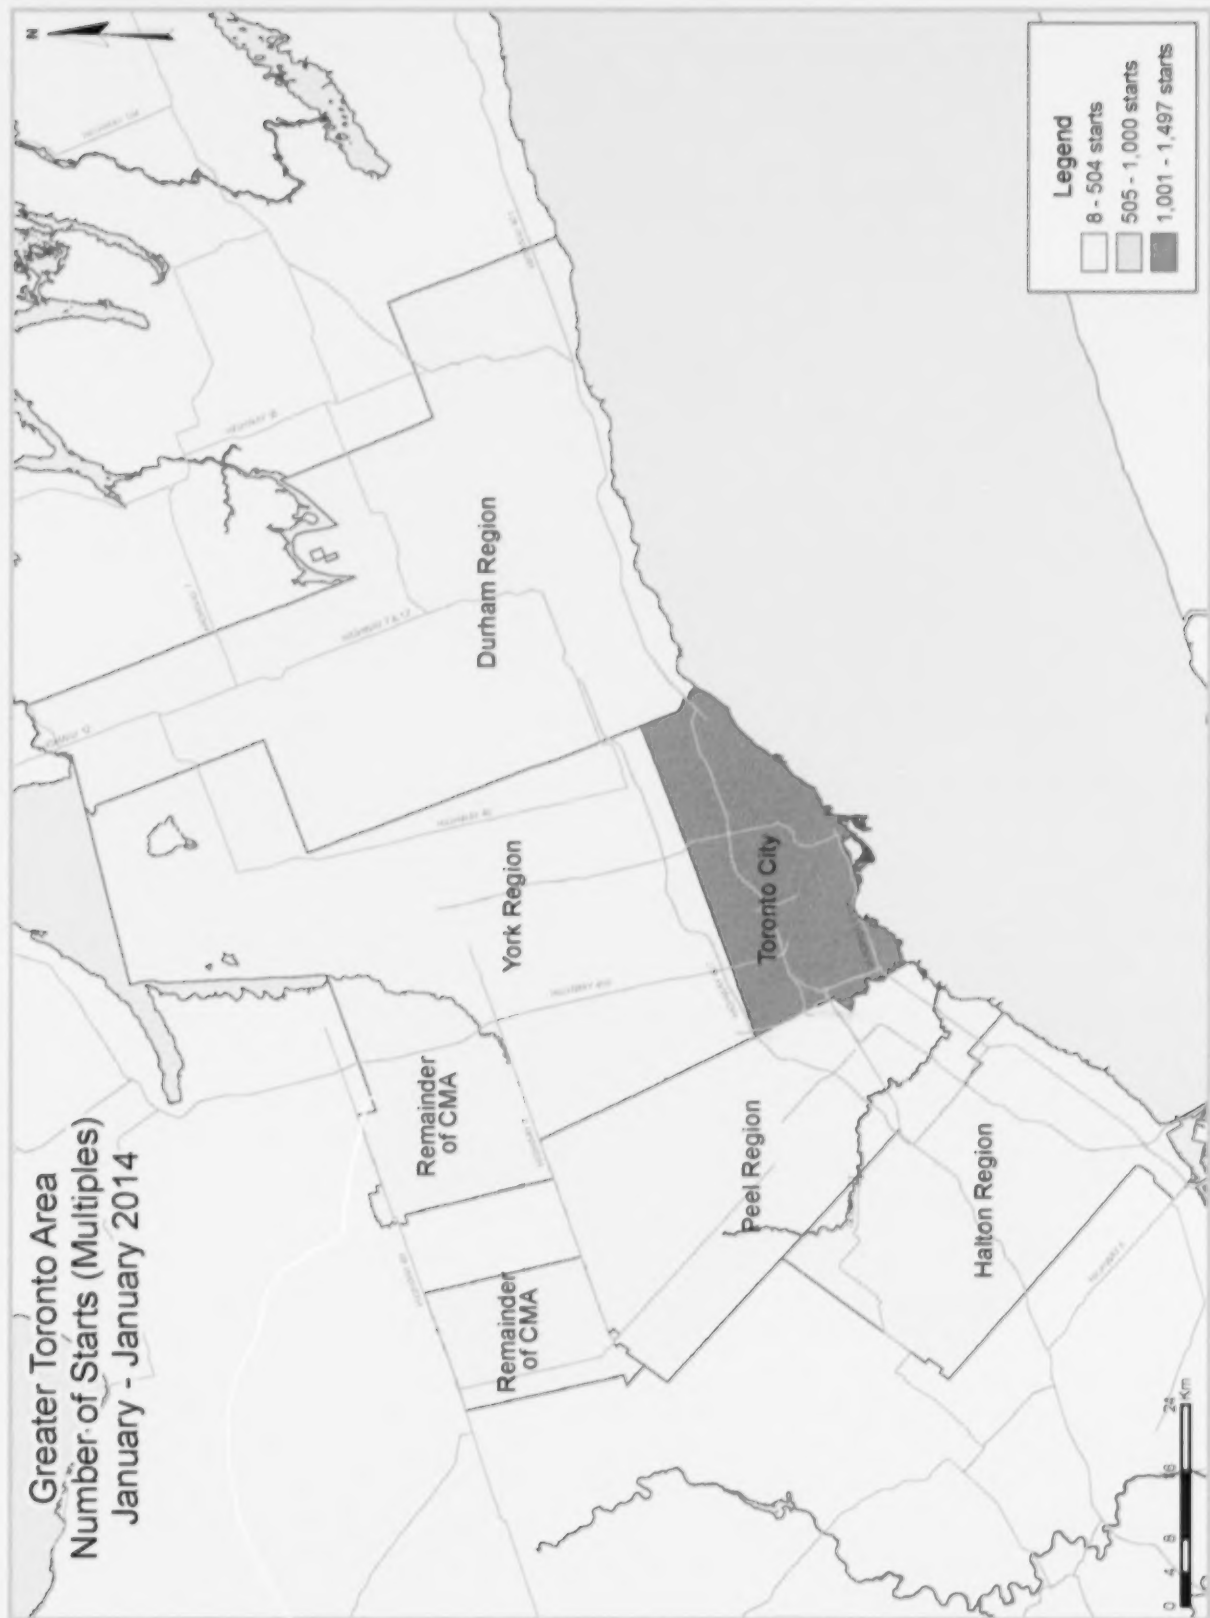 Greater Toronto Area
Number of Starts (Multiples)
January - January 2014
N
Remainder
of CMA
Remainder
of CMA
York Region
Durham Region
Peel Region
Toronto City
Halton Region
Legend
8 - 504 starts
505 - 1,000 starts
1,001 - 1,497 starts
0 4 8 16 24
Km